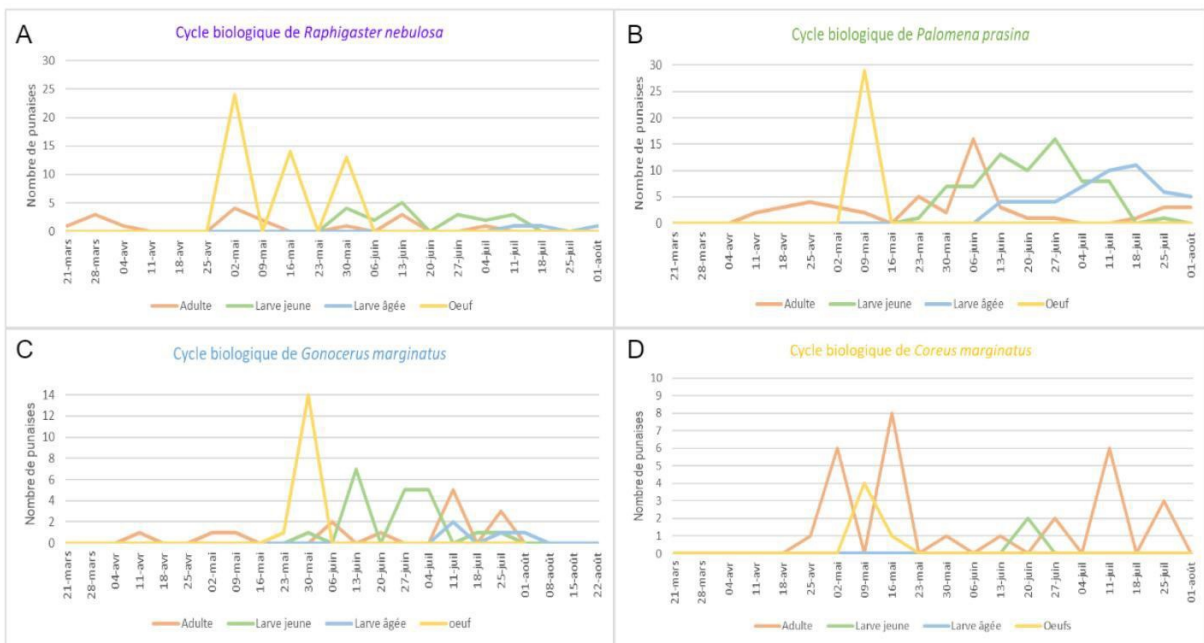 A
Cycle biologique de Raphigaster nebulosa
Nombre de punaises
30
25
20
15
10
5
0
21-mars
28-mars
04-avr
11-avr
18-avr
25-avr
02-mai
09-mai
16-mai
23-mai
30-mai
06-juin
13-juin
20-juin
27-juin
04-juil
11-juil
18-juil
25-juil
01-août
Adulte Larve jeune Larve âgée Oeuf
B
Cycle biologique de Palomena prasina
Nombre de punaises
30
25
20
15
10
5
0
21-mars
28-mars
04-avr
11-avr
18-avr
25-avr
02-mai
09-mai
16-mai
23-mai
30-mai
06-juin
13-juin
20-juin
27-juin
04-juil
11-juil
18-juil
25-juil
01-août
Adulte Larve jeune Larve âgée Oeuf
C
Cycle biologique de Gonocerus marginatus
Nombre de punaises
14
12
10
8
6
4
2
0
21-mars
28-mars
04-avr
11-avr
18-avr
25-avr
02-mai
09-mai
16-mai
23-mai
30-mai
06-juin
13-juin
20-juin
27-juin
04-juil
11-juil
18-juil
25-juil
01-août
08-août
15-août
22-août
Adulte Larve jeune Larve âgée oeuf
D
Cycle biologique de Coreus marginatus
Nombre de punaises
10
9
8
7
6
5
4
3
2
1
0
21-mars
28-mars
04-avr
11-avr
18-avr
25-avr
02-mai
09-mai
16-mai
23-mai
30-mai
06-juin
13-juin
20-juin
27-juin
04-juil
11-juil
18-juil
25-juil
01-août
Adulte Larve jeune Larve âgée Oeufs